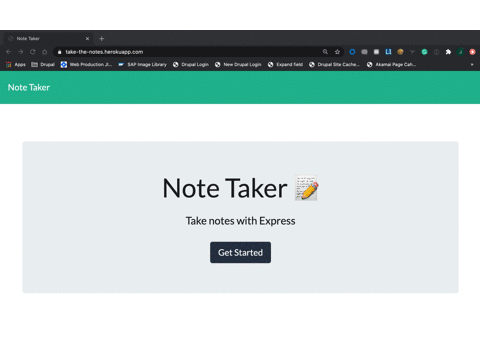 Note Taker
take-the-notes.herokuapp.com
Apps Drupal Web Production Ji... SAP Image Library Drupal Login New Drupal Login Expand field Drupal Site Cache... Akamai Page Cah...
Note Taker
Note Taker
Take notes with Express
Get Started